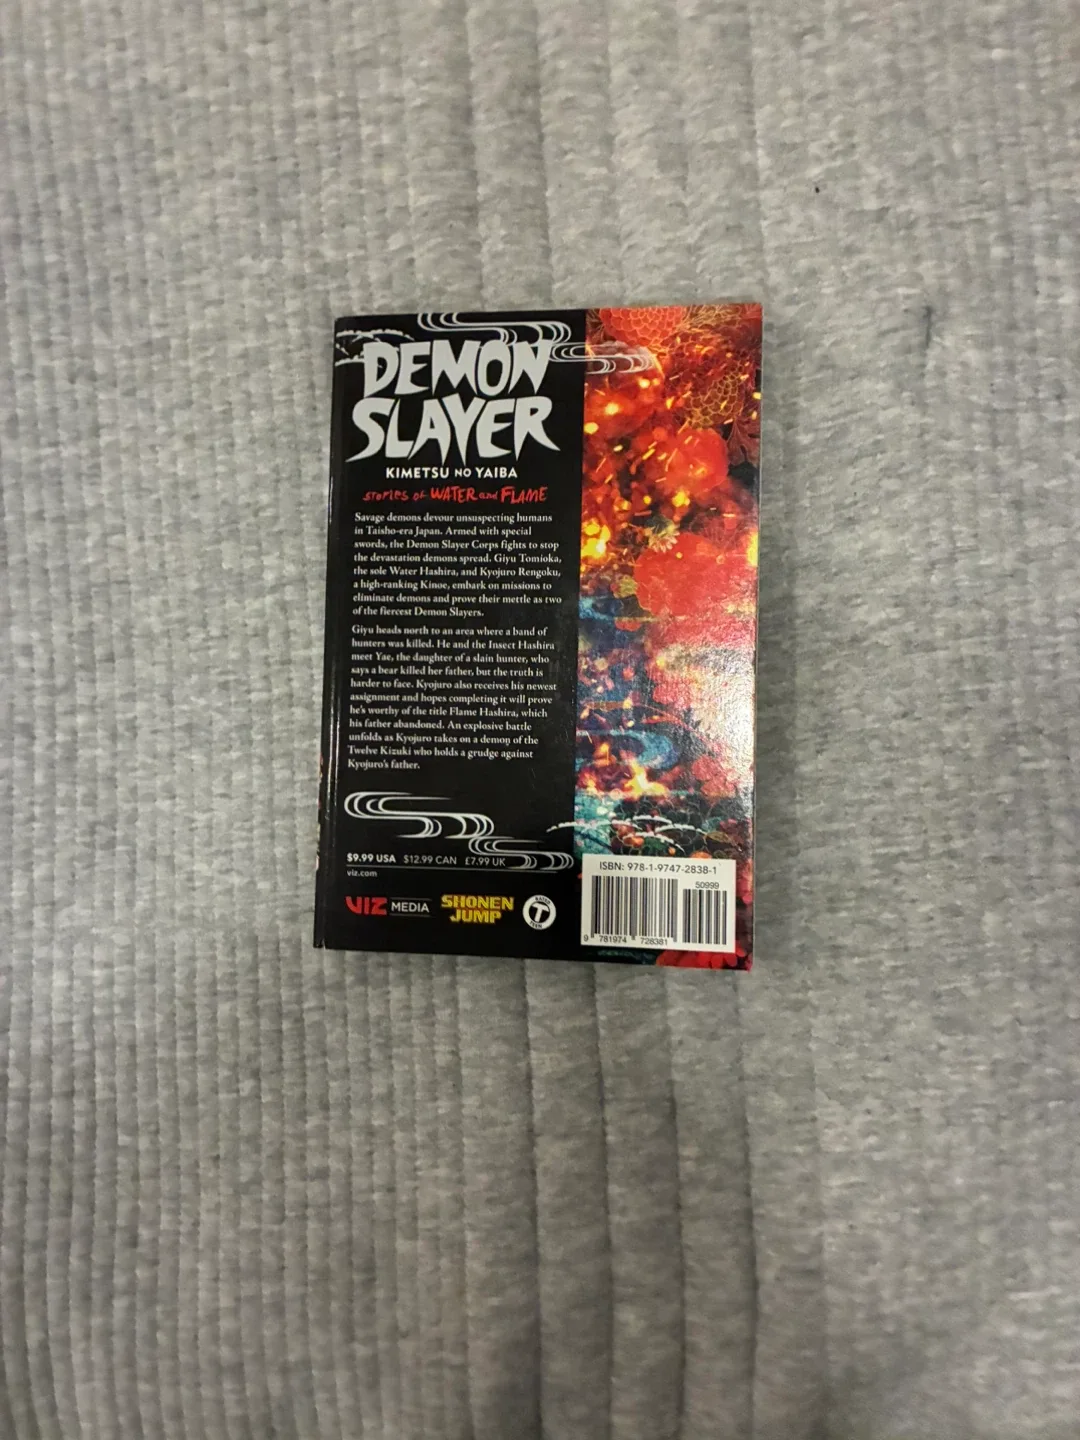 DEMON
SLAYER
KIMETSU NO YAIBA
STORIES OF WATER and FLAME
Savage demons devour unsuspecting humans
in Taisho-era Japan. Armed with special
swords, the Demon Slayer Corps fights to stop
the devastation demons spread. Giyu Tomioka,
the sole Water Hashira, and Kyojuro Rengoku,
a high-ranking Kinoe, embark on missions to
eliminate demons and prove their mettle as two
of the fiercest Demon Slayers.
Giyu heads north to an area where a band of
hunters was killed. He and the Insect Hashira
meet Yae, the daughter of a slain hunter, who
says a bear killed her father, but the truth is
harder to face. Kyojuro also receives his newest
assignment and hopes completing it will prove
he's worthy of the title Flame Hashira, which
his father abandoned. An explosive battle
unfolds as Kyojuro takes on a demon of the
Twelve Kizuki who holds a grudge against
Kyojuro's father.
$9.99 USA $12.99 CAN £7.99 UK
viz.com
VIZ MEDIA
SHONEN
JUMP
T
TEEN
ISBN: 978-1-9747-2838-1
50999
9 781974 728381